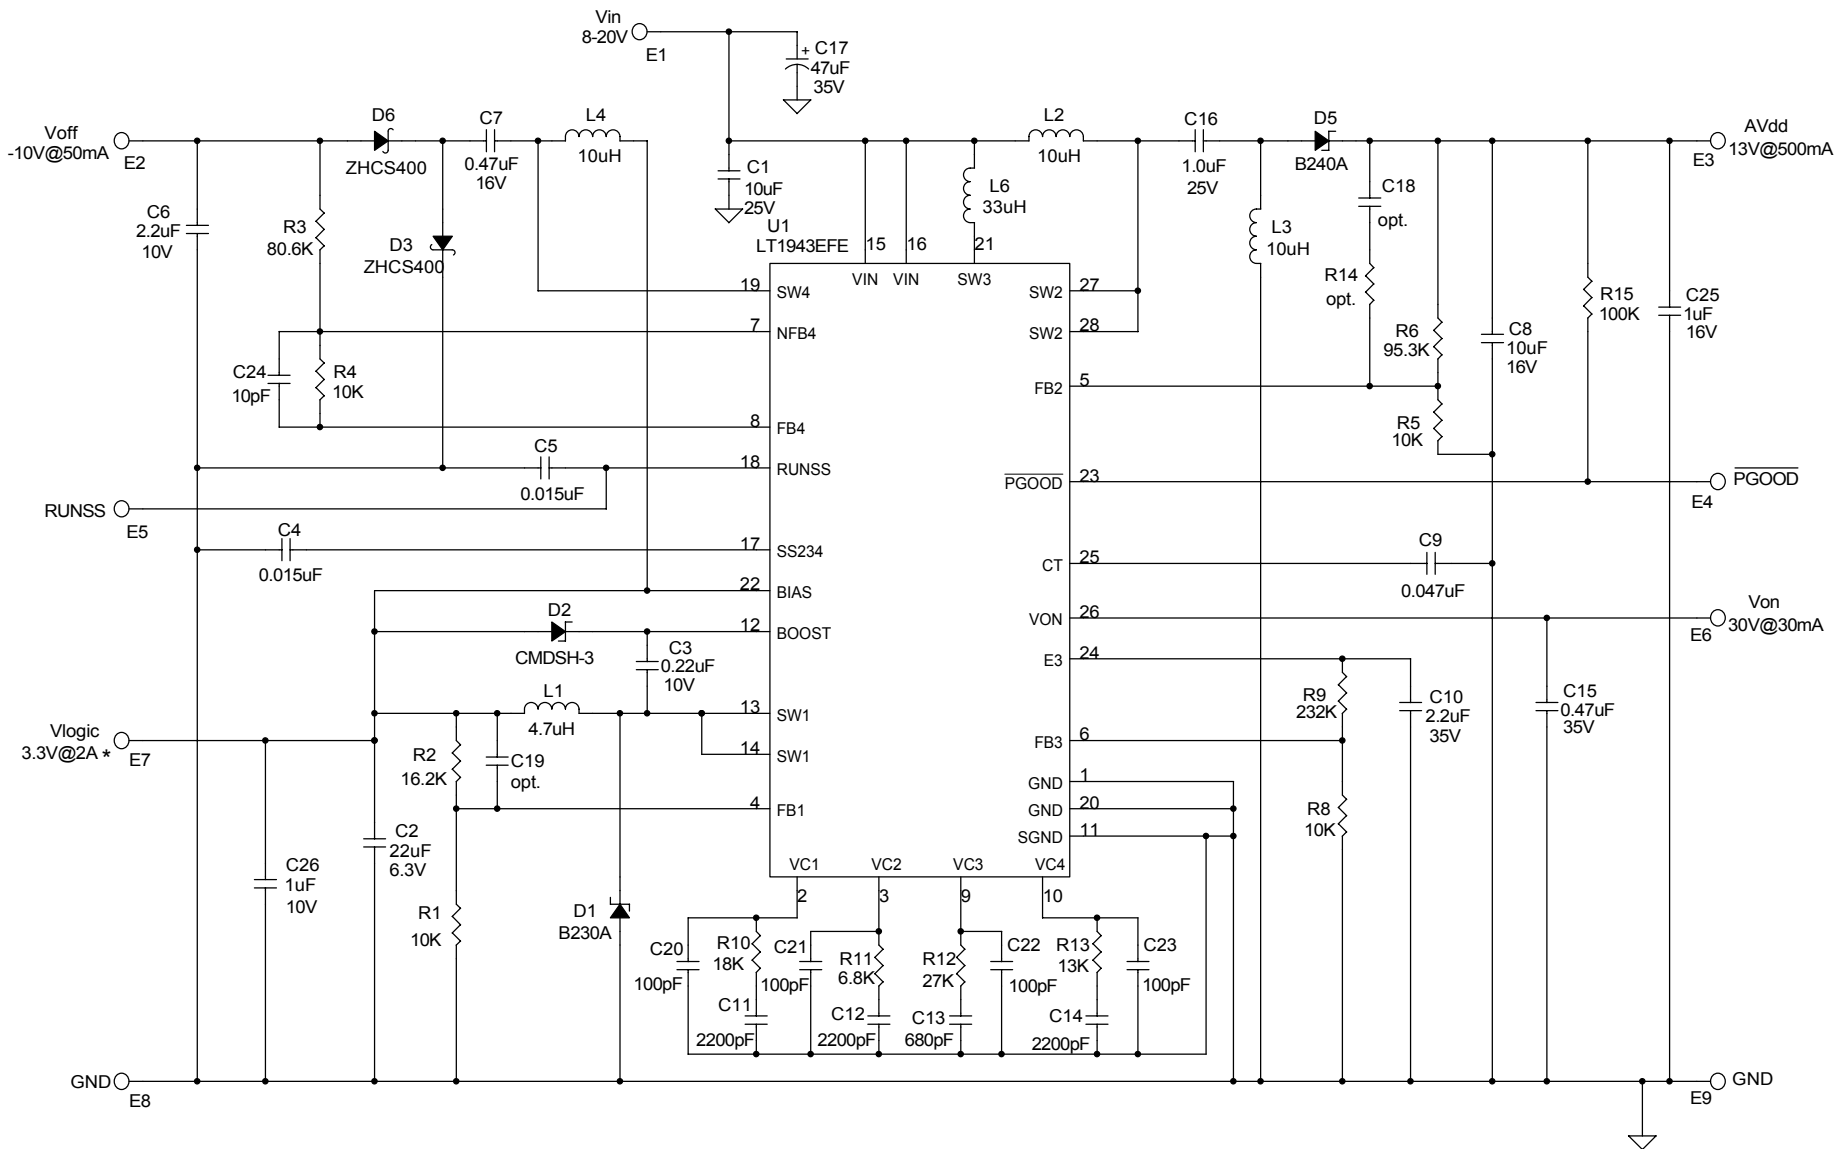 Vin
8-20V
E1
+ C17
47uF
35V
Voff
-10V@50mA
E2
D6
ZHCS400
C7
0.47uF
16V
L4
10uH
L2
10uH
C16
1.0uF
25V
D5
B240A
AVdd
13V@500mA
E3
C1
10uF
25V
L6
33uH
C18
opt.
C6
2.2uF
10V
R3
80.6K
D3
ZHCS400
U1
LT1943EFE
15
16
21
VIN
VIN
SW3
L3
10uH
R14
opt.
R15
100K
C25
1uF
16V
19
SW4
SW2
27
7
NFB4
SW2
28
R6
95.3K
C8
10uF
16V
C24
10pF
R4
10K
FB2
5
R5
10K
8
FB4
C5
0.015uF
18
RUNSS
PGOOD
23
PGOOD
E4
RUNSS
E5
C4
0.015uF
17
SS234
CT
25
C9
0.047uF
22
BIAS
D2
CMDSH-3
12
BOOST
VON
26
Von
30V@30mA
E6
C3
0.22uF
10V
E3
24
R9
232K
C10
2.2uF
35V
C15
0.47uF
35V
L1
4.7uH
13
SW1
Vlogic
3.3V@2A *
E7
R2
16.2K
C19
opt.
14
SW1
FB3
6
GND
1
4
FB1
GND
20
R8
10K
SGND
11
C2
22uF
6.3V
C26
1uF
10V
VC1
VC2
VC3
VC4
2
3
9
10
R1
10K
D1
B230A
C20
100pF
R10
18K
C21
100pF
R11
6.8K
R12
27K
C22
100pF
R13
13K
C23
100pF
C11
2200pF
C12
2200pF
C13
680pF
C14
2200pF
GND
E8
GND
E9